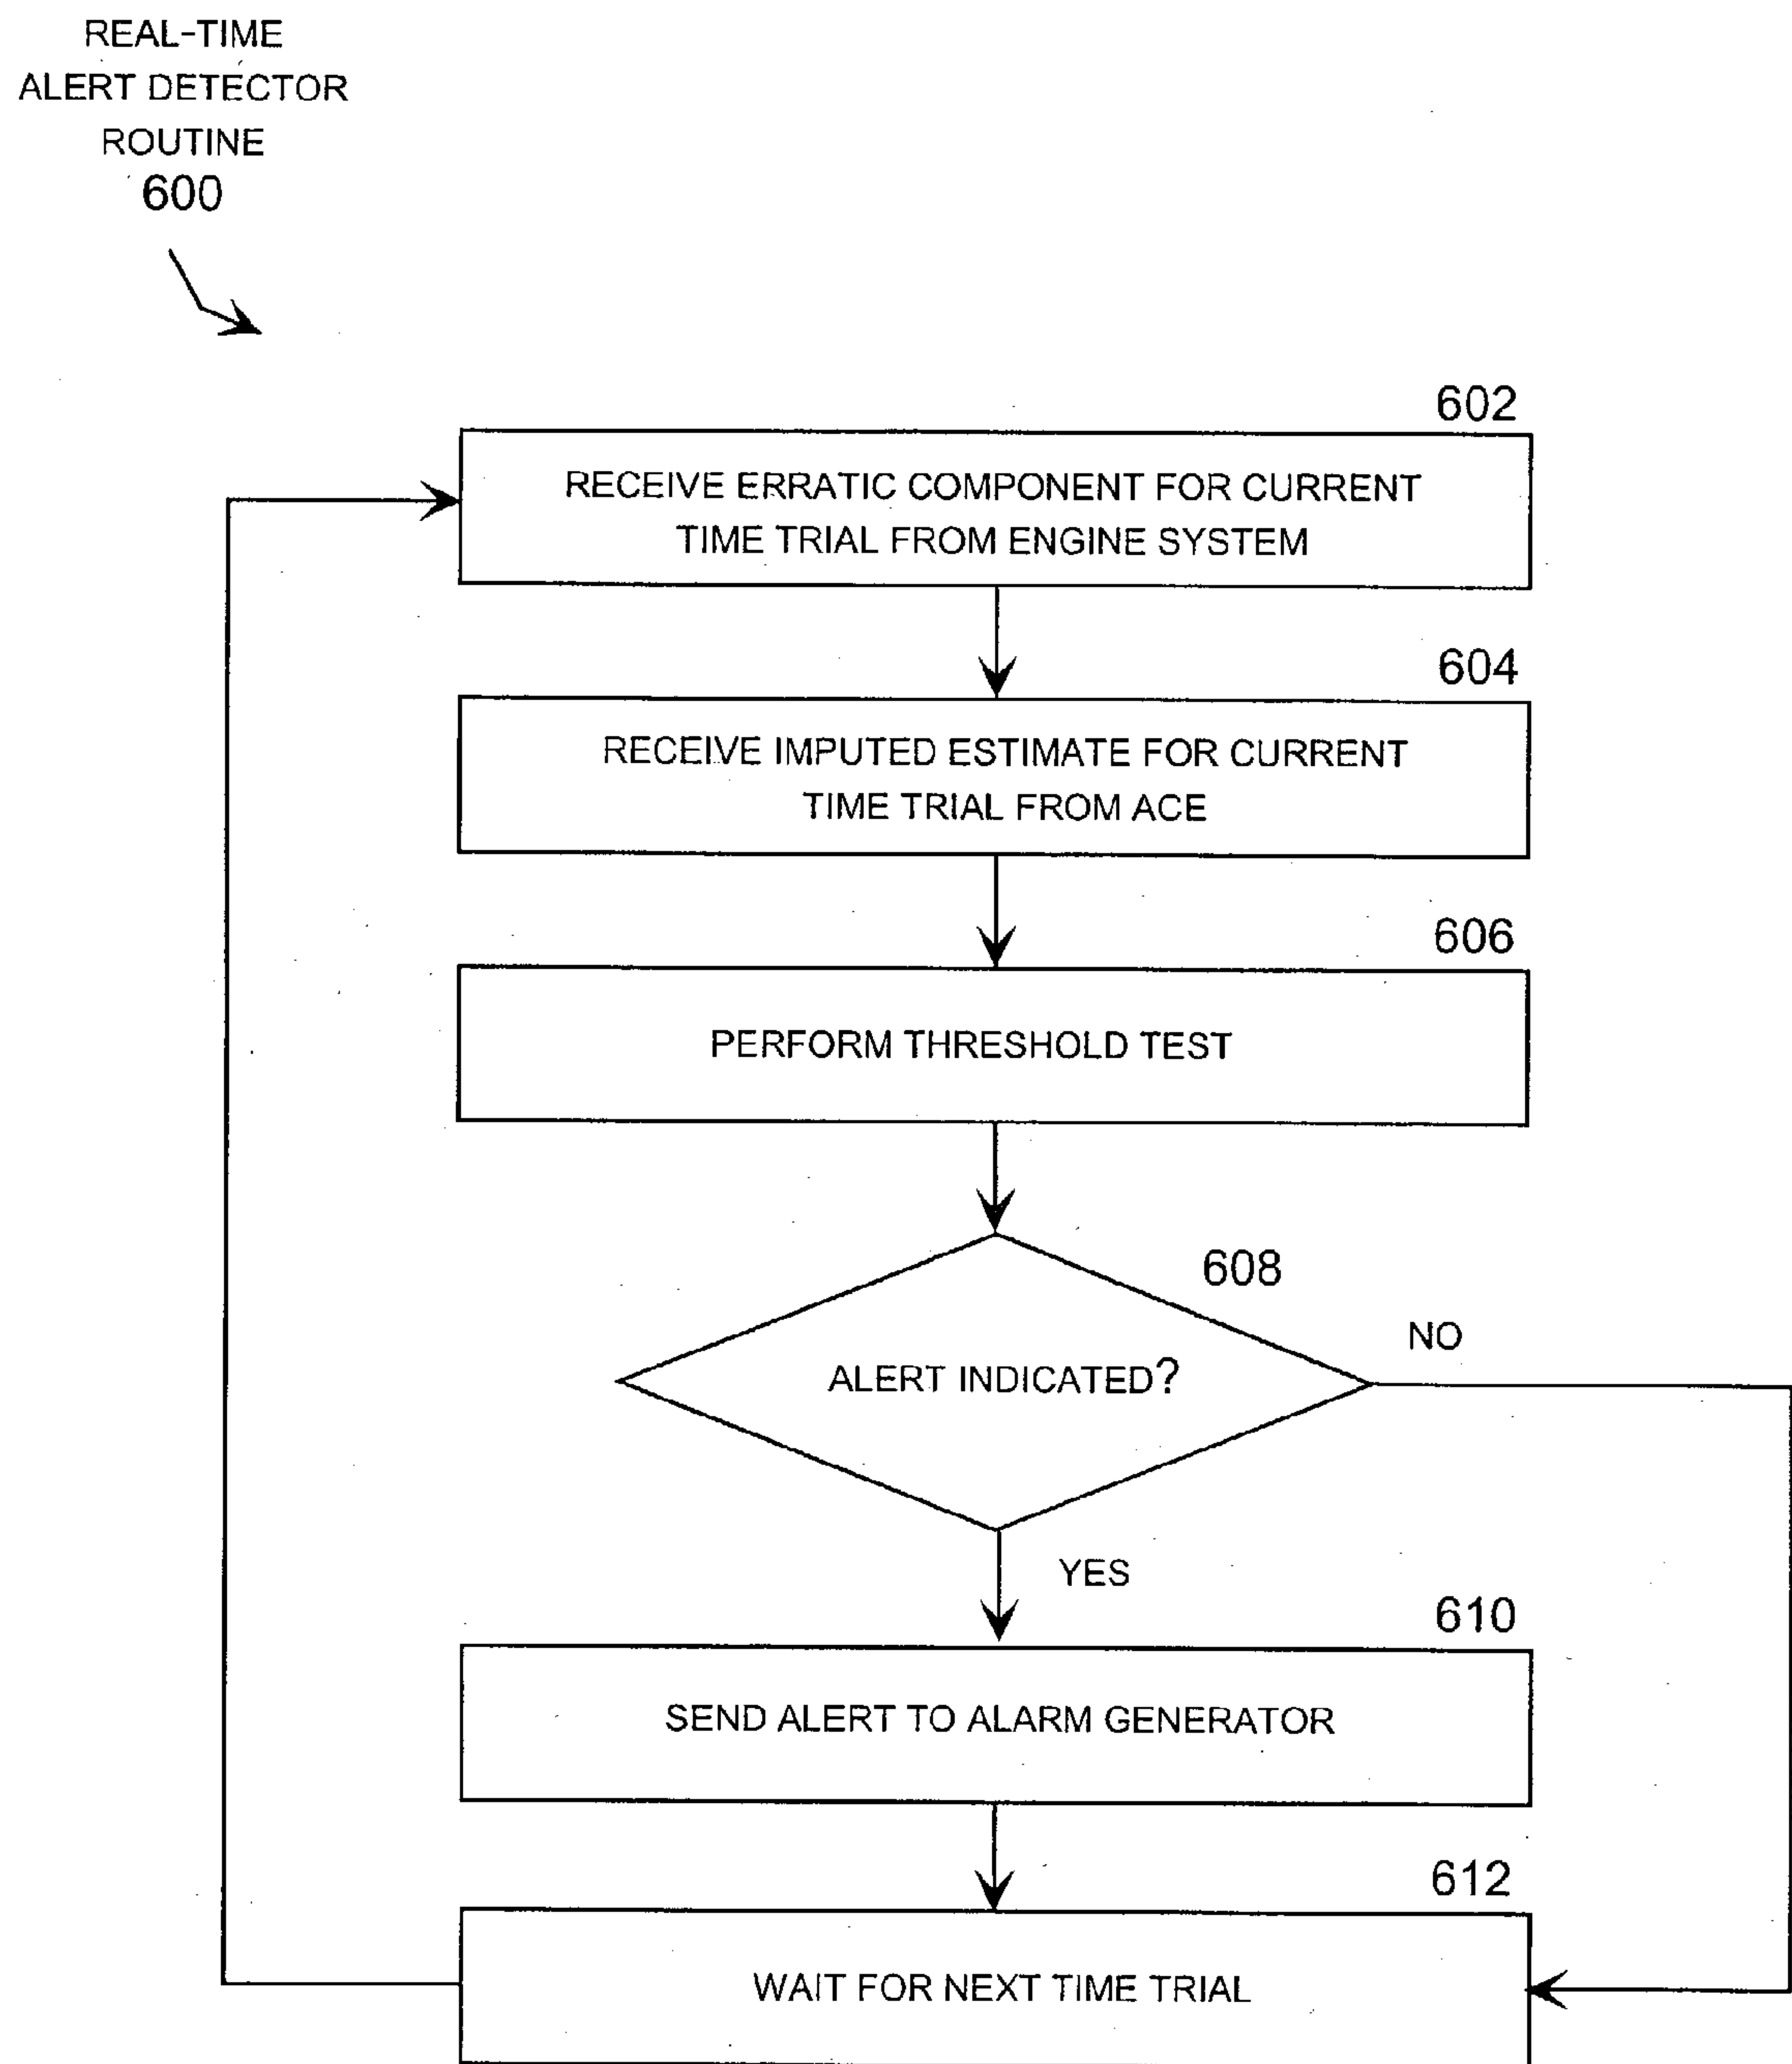 REAL-TIME
ALERT DETECTOR
ROUTINE
600
602
RECEIVE ERRATIC COMPONENT FOR CURRENT
TIME TRIAL FROM ENGINE SYSTEM
604
RECEIVE IMPUTED ESTIMATE FOR CURRENT
TIME TRIAL FROM ACE
606
PERFORM THRESHOLD TEST
608
ALERT INDICATED?
NO
YES
610
SEND ALERT TO ALARM GENERATOR
612
WAIT FOR NEXT TIME TRIAL